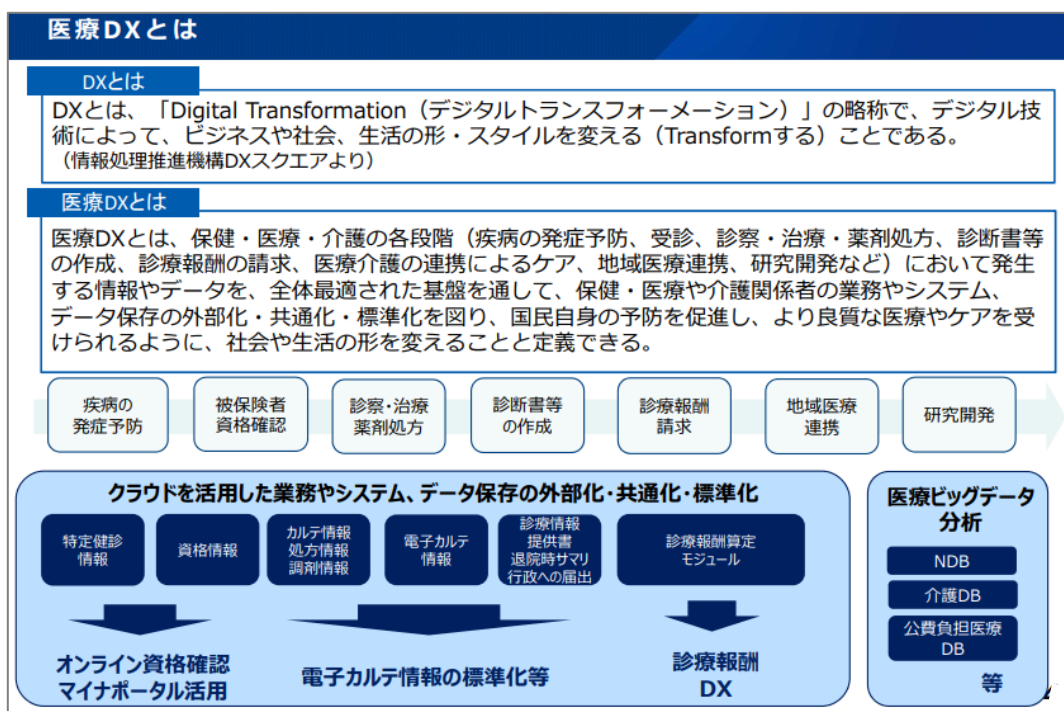 医療DXとは
DXとは
DXとは、「Digital Transformation（デジタルトランスフォーメーション）」の略称で、デジタル技
術によって、ビジネスや社会、生活の形・スタイルを変える（Transformする）ことである。
（情報処理推進機構DXスクエアより）
医療DXとは
医療DXとは、保健・医療・介護の各段階（疾病の発症予防、受診、診察・治療・薬剤処方、診断書等
の作成、診療報酬の請求、医療介護の連携によるケア、地域医療連携、研究開発など）において発生
する情報やデータを、全体最適された基盤を通して、保健・医療や介護関係者の業務やシステム、
データ保存の外部化・共通化・標準化を図り、国民自身の予防を促進し、より良質な医療やケアを受
けられるように、社会や生活の形を変えることと定義できる。
疾病の
発症予防
被保険者
資格確認
診察・治療
薬剤処方
診断書等
の作成
診療報酬
請求
地域医療
連携
研究開発
クラウドを活用した業務やシステム、データ保存の外部化・共通化・標準化
特定健診
情報
資格情報
カルテ情報
処方情報
調剤情報
電子カルテ
情報
診療情報
提供書
退院時サマリ
行政への届出
診療報酬算定
モジュール
オンライン資格確認
マイナポータル活用
電子カルテ情報の標準化等
診療報酬
DX
医療ビッグデータ
分析
NDB
介護DB
公費負担医療
DB
等